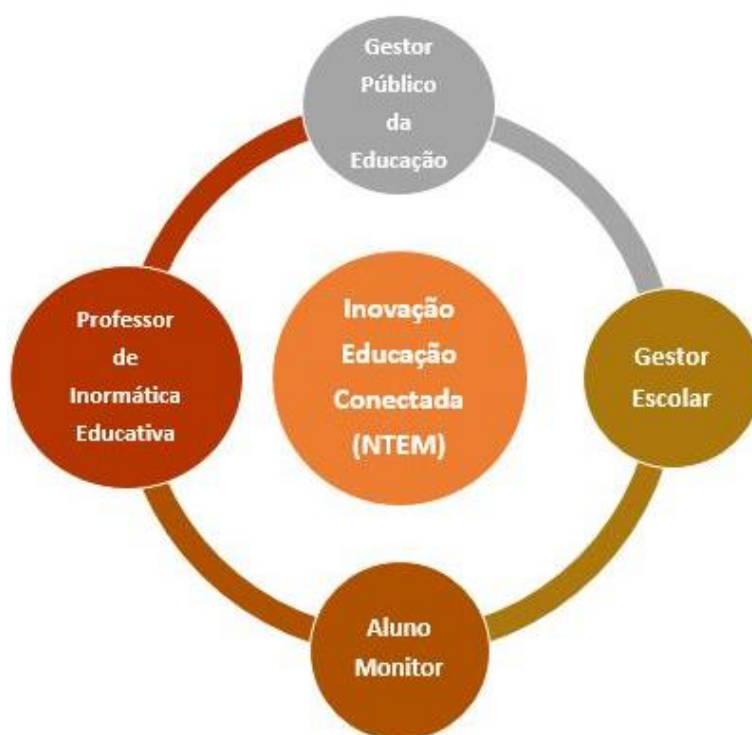 Gestor
Público
da
Educação
Inovação
Educação
Conectada
(NTEM)
Professor
de
Inormática
Educativa
Gestor
Escolar
Aluno
Monitor